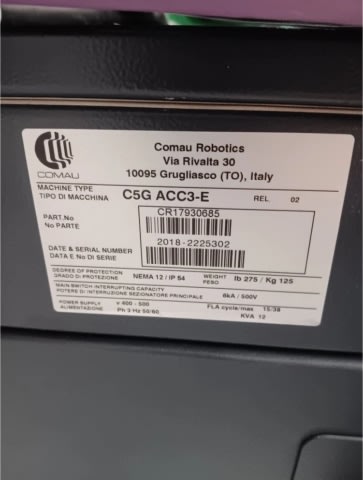 COMAU
Comau Robotics
Via Rivalta 30
10095 Grugliasco (TO), Italy
MACHINE TYPE
TIPO DI MACCHINA C5G ACC3-E REL 02
PART.No
No PARTE CR17930685
DATE & SERIAL NUMBER
DATA E No DI SERIE 2018-2225302
DEGREE OF PROTECTION
GRADO DI PROTEZIONE NEMA 12 / IP 54 WEIGHT
PESO lb 275 / Kg 125
MAIN SWITCH INTERRUPTING CAPACITY
POTERE DI INTERRUZIONE SEZIONATORE PRINCIPALE 6kA / 500V
POWER SUPPLY
ALIMENTAZIONE v 400 - 500
Ph 3 Hz 50/60 FLA cycle/max 15/38
KVA 12